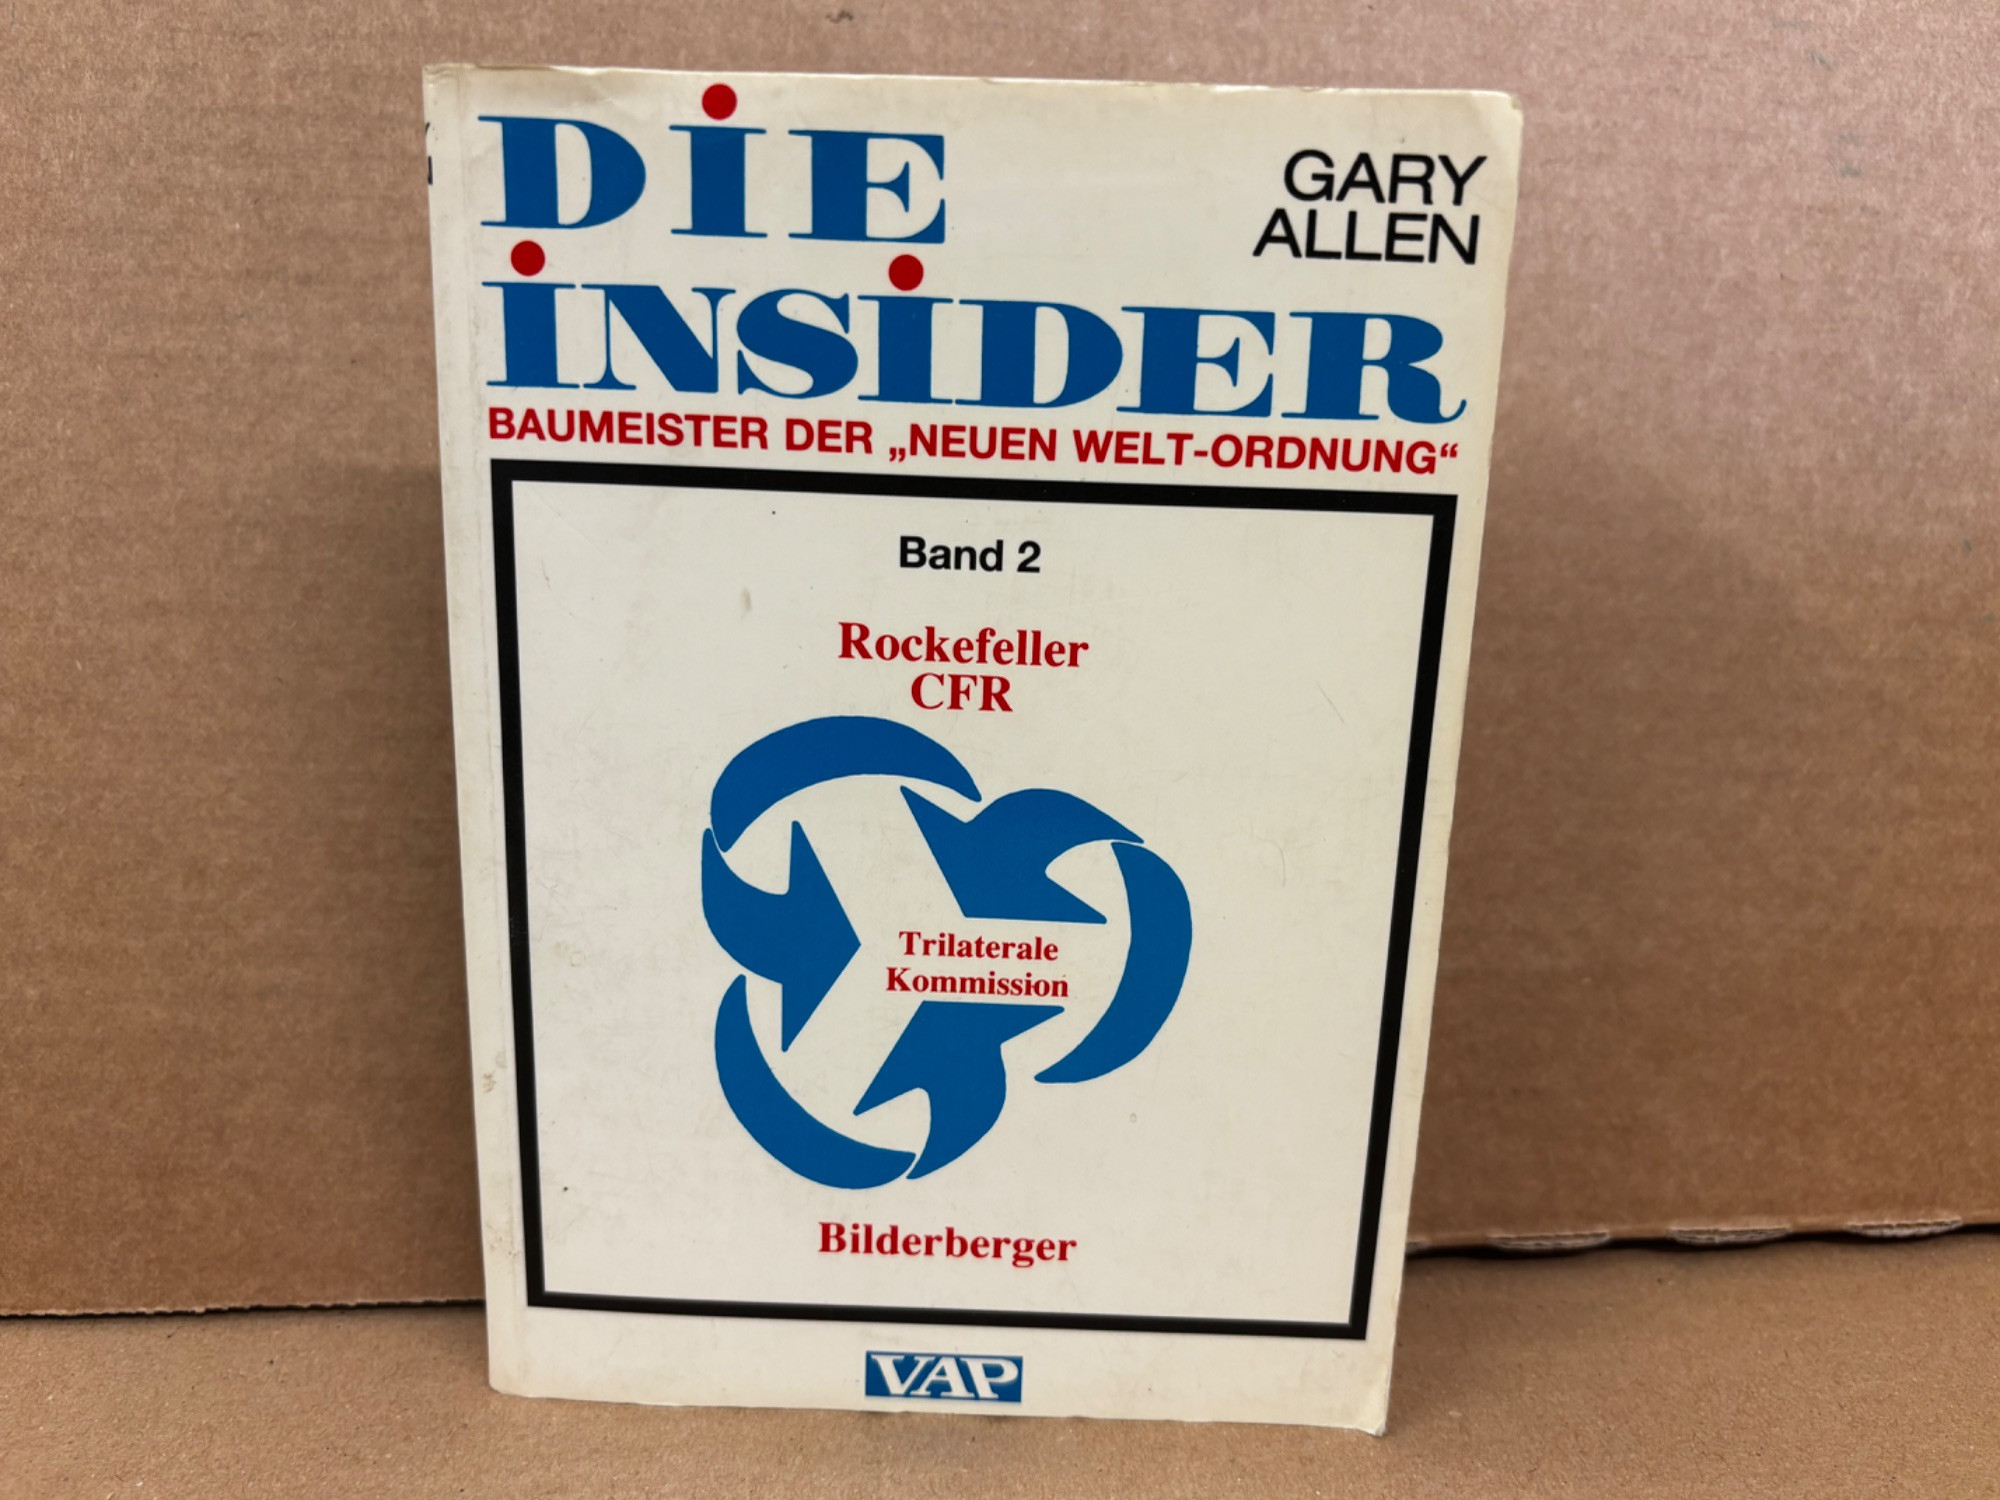 DiE
GARY
ALLEN
iNSiDER
BAUMEISTER DER „NEUEN WELT-ORDNUNG“
Band 2
Rockefeller
CFR
Trilaterale
Kommission
Bilderberger
VAP